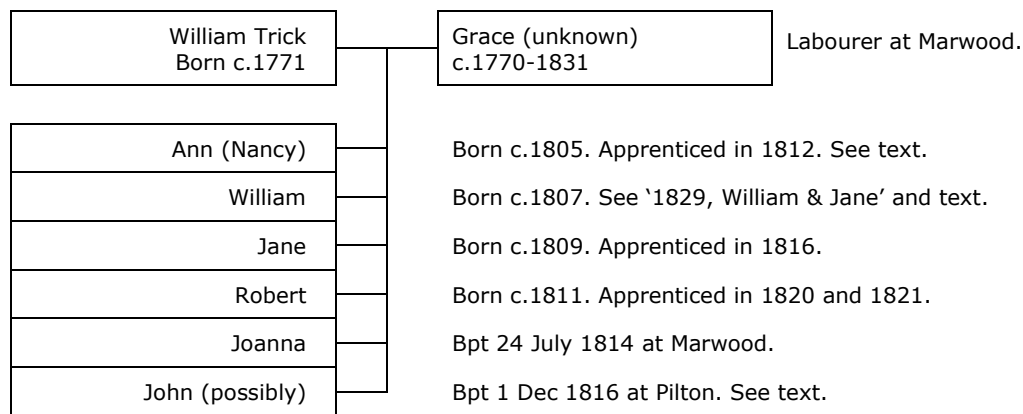 William Trick
Born c.1771
Grace (unknown)
c.1770-1831
Labourer at Marwood.
Ann (Nancy)
Born c.1805. Apprenticed in 1812. See text.
William
Born c.1807. See ‘1829, William & Jane’ and text.
Jane
Born c.1809. Apprenticed in 1816.
Robert
Born c.1811. Apprenticed in 1820 and 1821.
Joanna
Bpt 24 July 1814 at Marwood.
John (possibly)
Bpt 1 Dec 1816 at Pilton. See text.